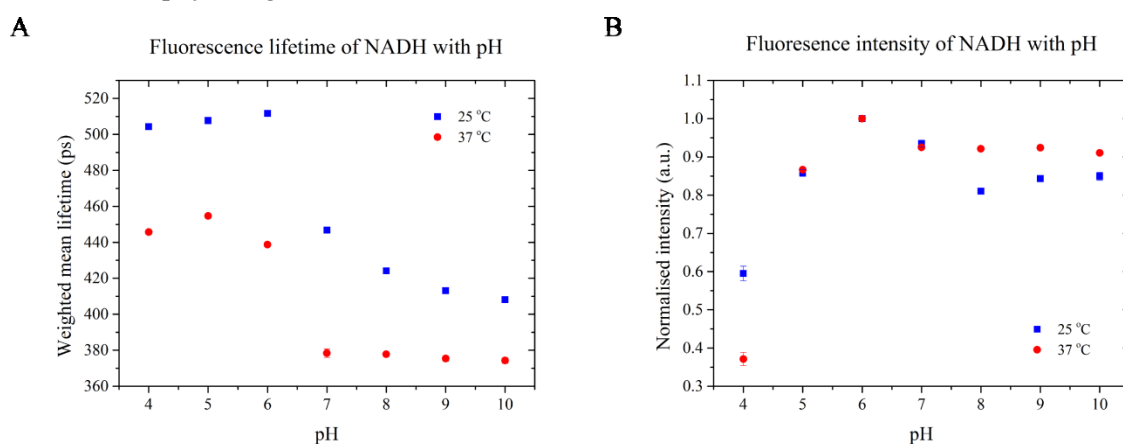 A
Fluorescence lifetime of NADH with pH
Weighted mean lifetime (ps)
520
500
480
460
440
420
400
380
360
25 °C
37 °C
4 5 6 7 8 9 10
pH
B
Fluoresence intensity of NADH with pH
Normalised intensity (a.u.)
1.1
1.0
0.9
0.8
0.7
0.6
0.5
0.4
0.3
25 °C
37 °C
4 5 6 7 8 9 10
pH